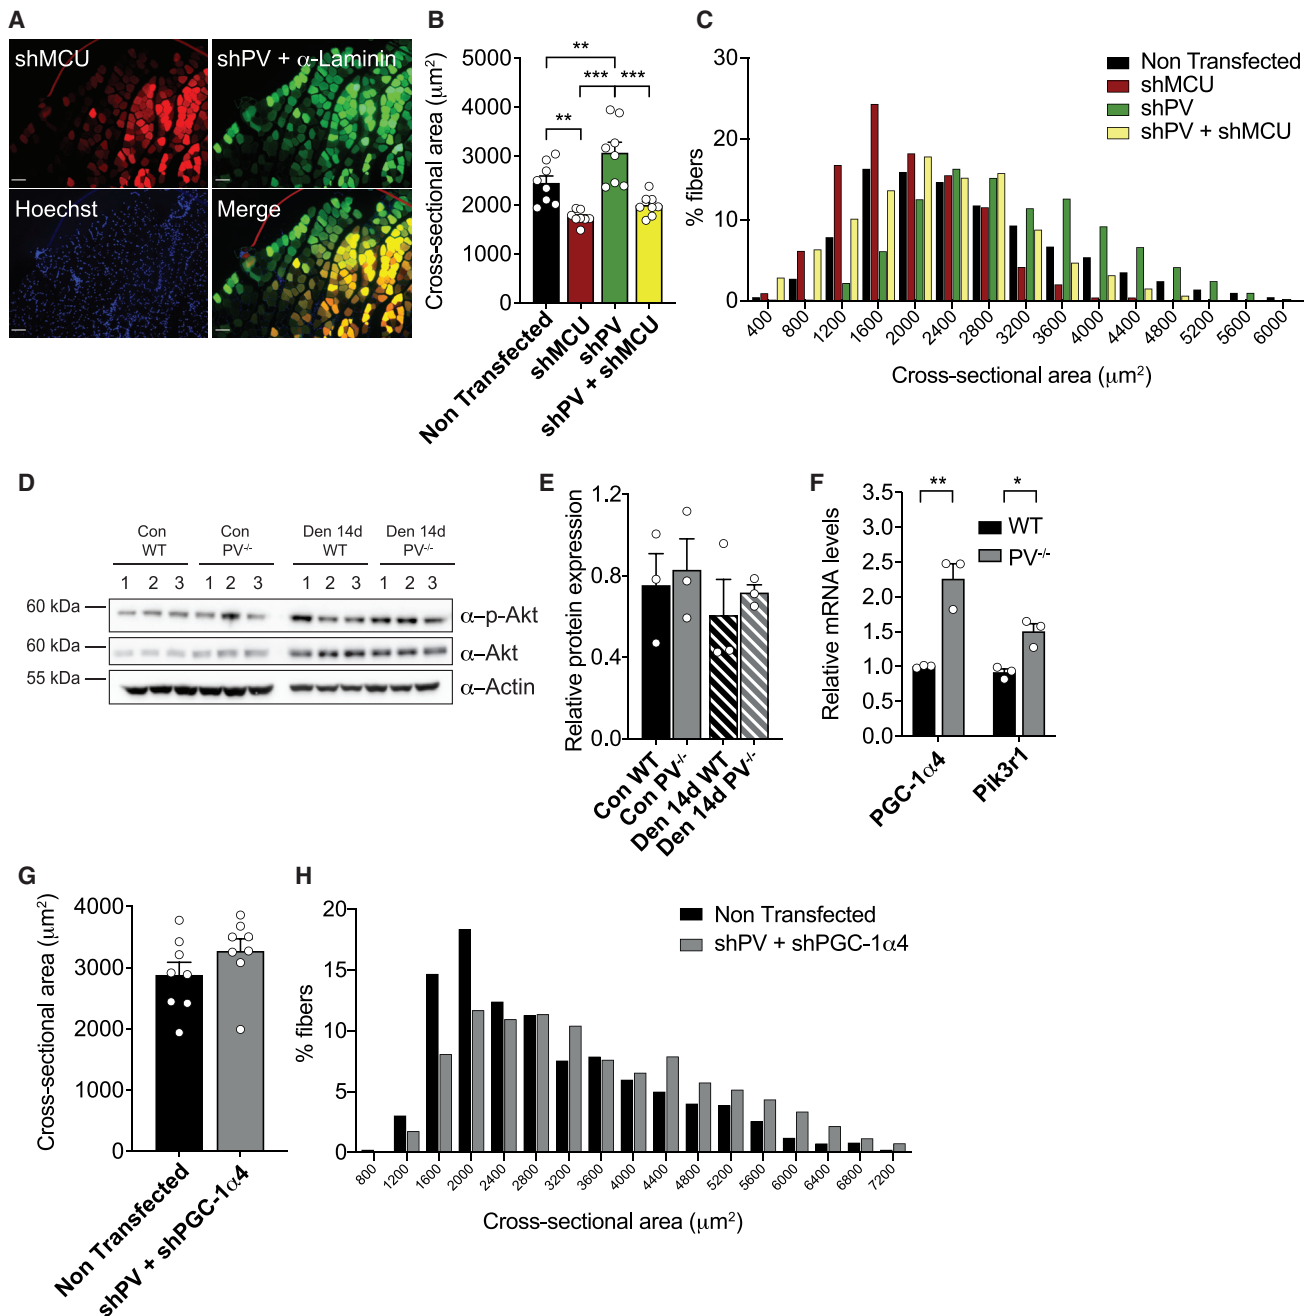 A
shMCU
shPV + α-Laminin
Hoechst
Merge
B
Cross-sectional area (μm²)
5000
4000
3000
2000
1000
0
**
*** ***
**
Non Transfected
shMCU
shPV
shPV + shMCU
C
% fibers
30
20
10
0
Non Transfected
shMCU
shPV
shPV + shMCU
400 800 1200 1600 2000 2400 2800 3200 3600 4000 4400 4800 5200 5600 6000
Cross-sectional area (μm²)
D
Con WT
Con PV-/-
Den 14d WT
Den 14d PV-/-
1 2 3 1 2 3 1 2 3 1 2 3
60 kDa
α–p-Akt
60 kDa
α–Akt
55 kDa
α–Actin
E
Relative protein expression
1.2
0.8
0.4
0.0
Con WT
Con PV-/-
Den 14d WT
Den 14d PV-/-
F
Relative mRNA levels
3.5
3.0
2.5
2.0
1.5
1.0
0.5
0.0
** *
WT
PV-/-
PGC-1α4
Pik3r1
G
Cross-sectional area (μm²)
4000
3000
2000
1000
0
Non Transfected
shPV + shPGC-1α4
H
% fibers
20
15
10
5
0
Non Transfected
shPV + shPGC-1α4
800 1200 1600 2000 2400 2800 3200 3600 4000 4400 4800 5200 5600 6000 6400 6800 7200
Cross-sectional area (μm²)